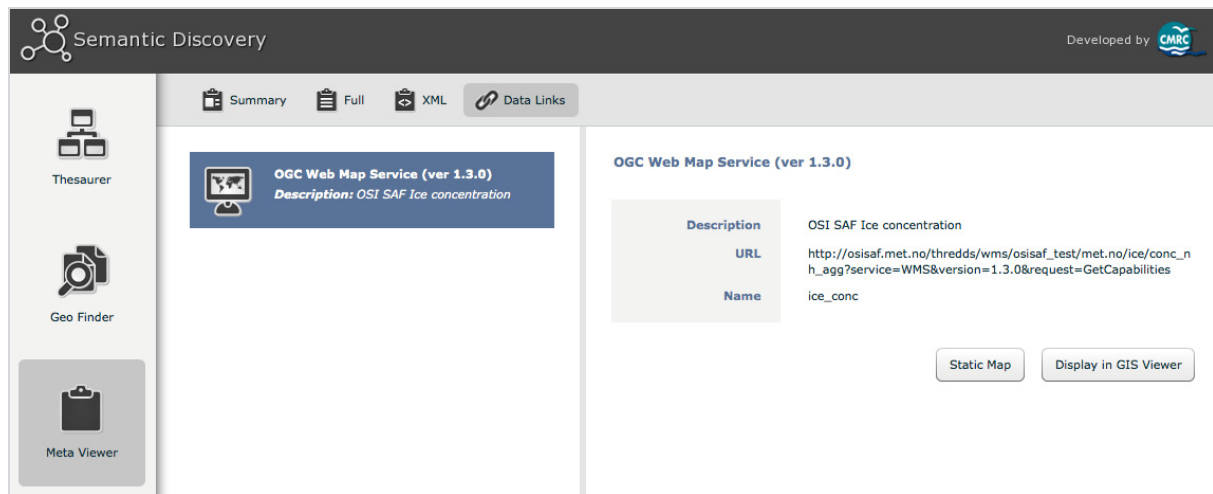 Semantic Discovery
Developed by CMRC
Summary Full XML Data Links
Thesaurer
Geo Finder
Meta Viewer
OGC Web Map Service (ver 1.3.0)
Description: OSI SAF Ice concentration
OGC Web Map Service (ver 1.3.0)
Description OSI SAF Ice concentration
URL http://osisaf.met.no/thredds/wms/osisaf_test/met.no/ice/conc_n
h_agg?service=WMS&version=1.3.0&request=GetCapabilities
Name ice_conc
Static Map Display in GIS Viewer